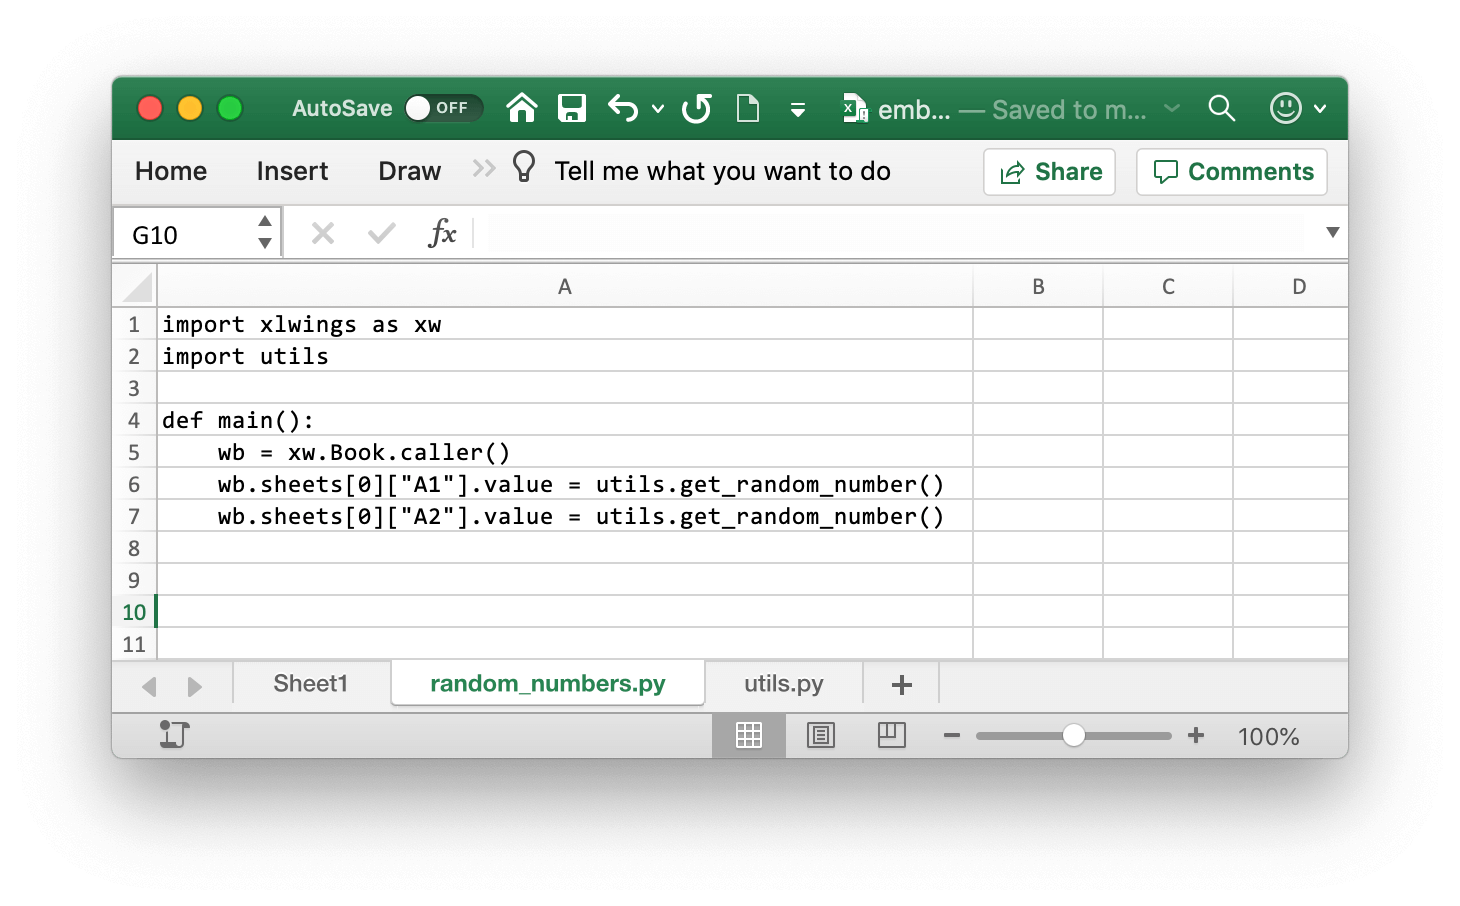 AutoSave OFF emb... — Saved to m...
Home Insert Draw Tell me what you want to do Share Comments
G10 fx
A B C D
1 import xlwings as xw
2 import utils
3
4 def main():
5     wb = xw.Book.caller()
6     wb.sheets[0]["A1"].value = utils.get_random_number()
7     wb.sheets[0]["A2"].value = utils.get_random_number()
8
9
10
11
Sheet1 random_numbers.py utils.py +
100%